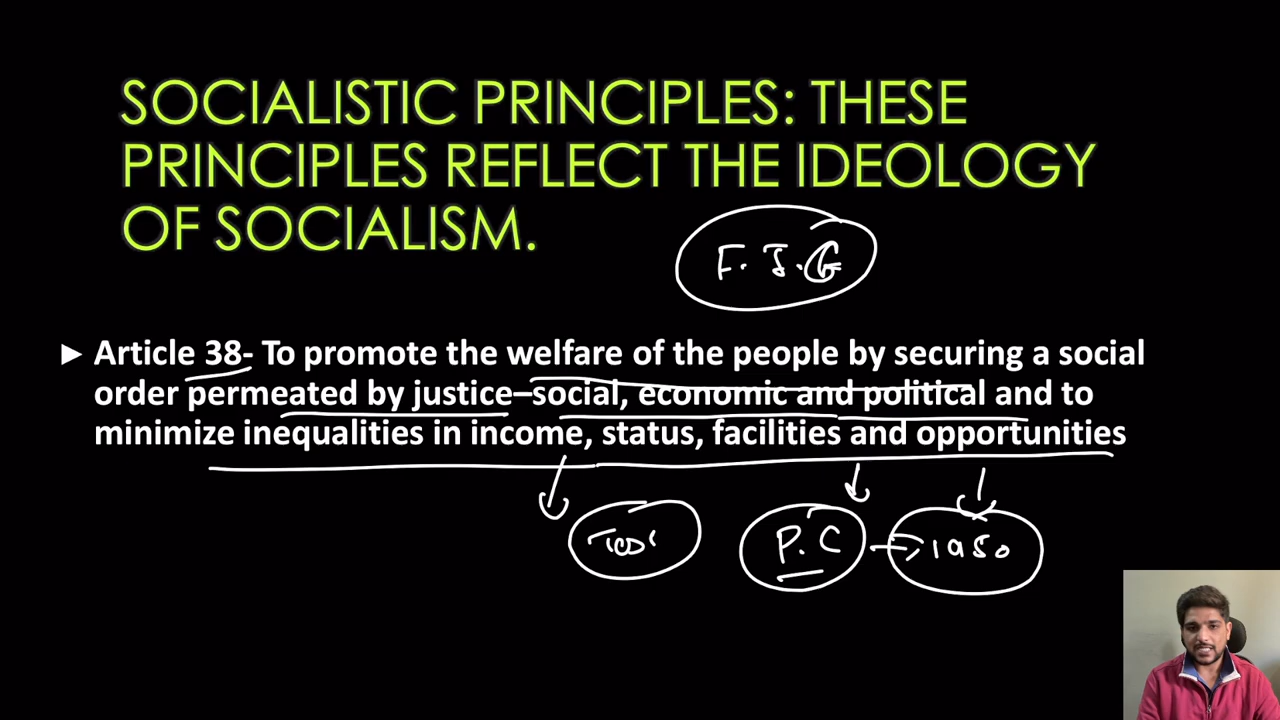 SOCIALISTIC PRINCIPLES: THESE
PRINCIPLES REFLECT THE IDEOLOGY
OF SOCIALISM.
Article 38- To promote the welfare of the people by securing a social
order permeated by justice–social, economic and political and to
minimize inequalities in income, status, facilities and opportunities
P.C
1950